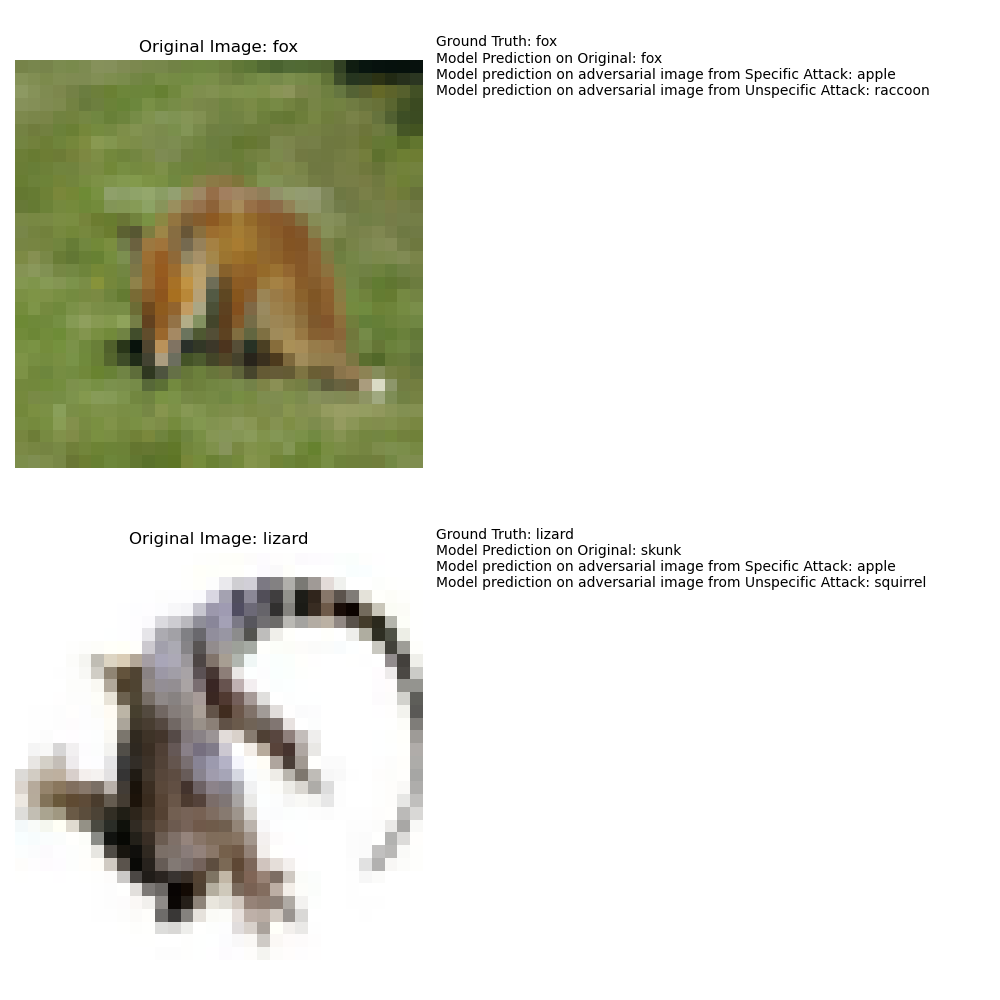 Original Image: fox
Ground Truth: fox
Model Prediction on Original: fox
Model prediction on adversarial image from Specific Attack: apple
Model prediction on adversarial image from Unspecific Attack: raccoon
Original Image: lizard
Ground Truth: lizard
Model Prediction on Original: skunk
Model prediction on adversarial image from Specific Attack: apple
Model prediction on adversarial image from Unspecific Attack: squirrel